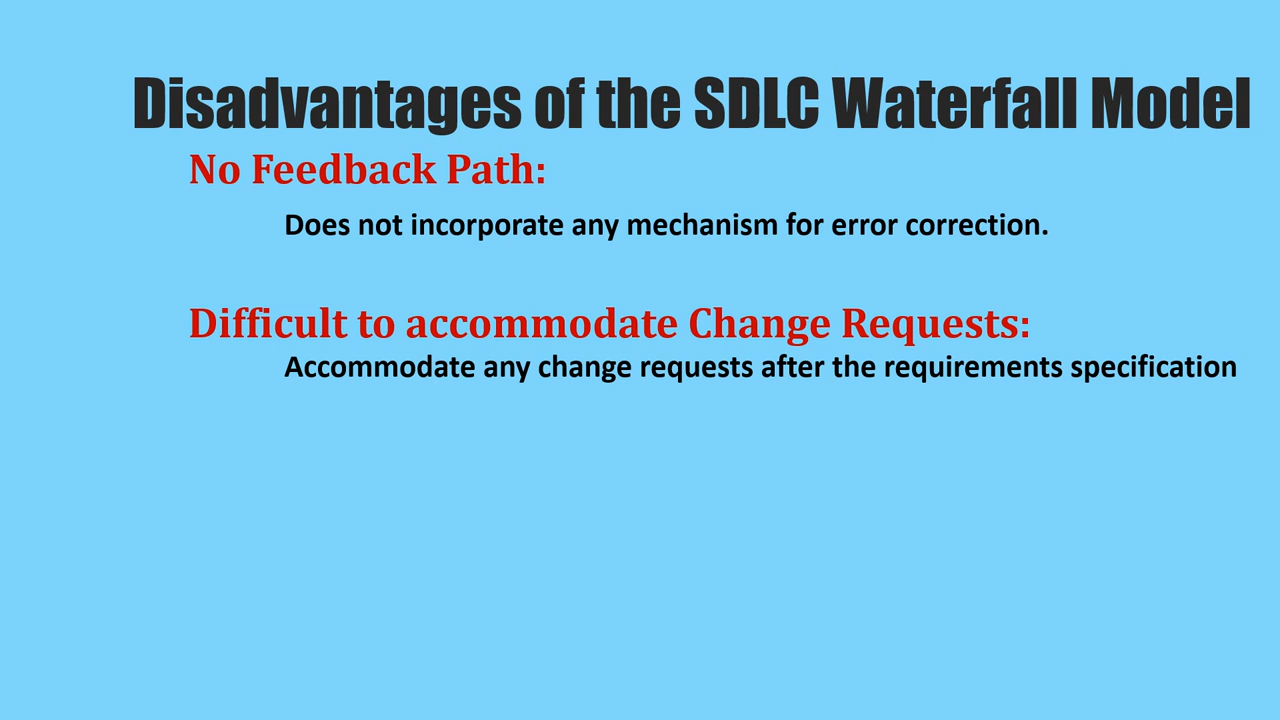 Disadvantages of the SDLC Waterfall Model
No Feedback Path:
Does not incorporate any mechanism for error correction.
Difficult to accommodate Change Requests:
Accommodate any change requests after the requirements specification